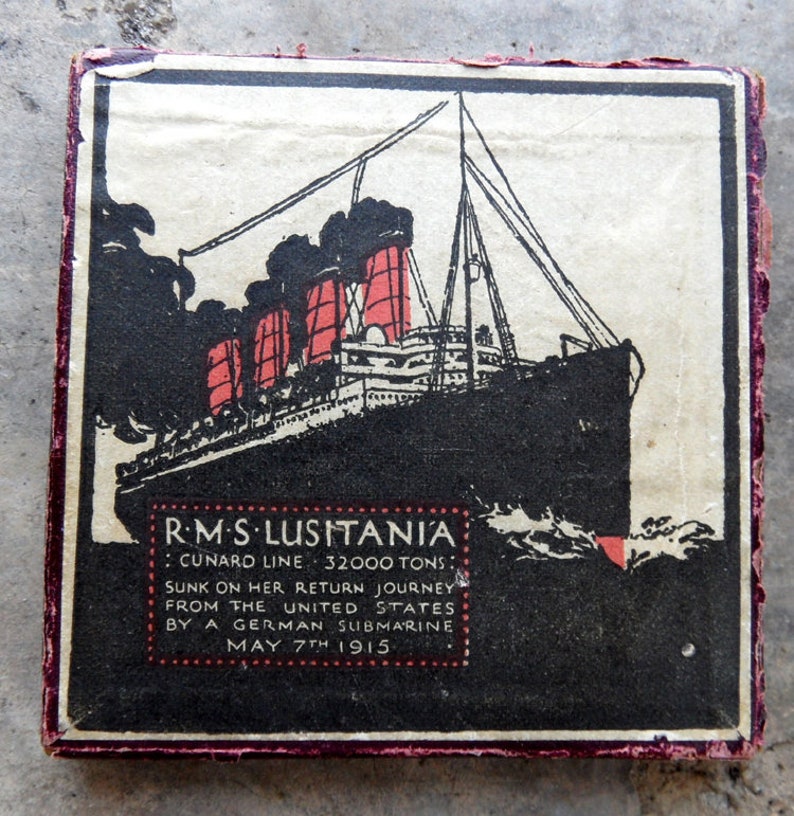 R·M·S·LUSITANIA
: CUNARD LINE · 32000 TONS :
SUNK ON HER RETURN JOURNEY
FROM THE UNITED STATES
BY A GERMAN SUBMARINE
MAY 7TH 1915